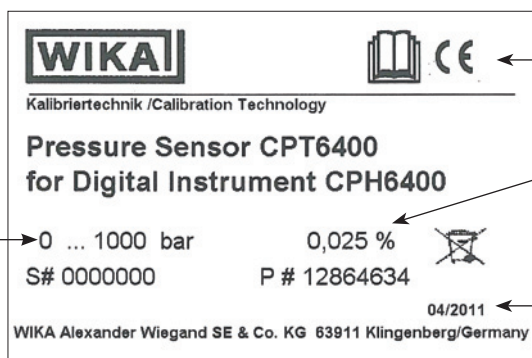 WIKA
CE
Kalibriertechnik /Calibration Technology
Pressure Sensor CPT6400
for Digital Instrument CPH6400
0 ... 1000 bar 0,025 %
S# 0000000 P # 12864634
04/2011
WIKA Alexander Wiegand SE & Co. KG 63911 Klingenberg/Germany